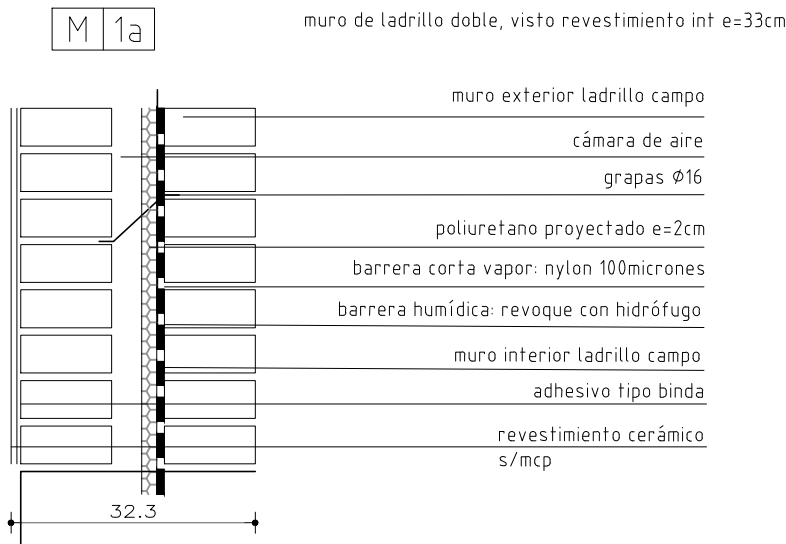 M 1a
muro de ladrillo doble, visto revestimiento int e=33cm
muro exterior ladrillo campo
cámara de aire
grapas Ø16
poliuretano proyectado e=2cm
barrera corta vapor: nylon 100micrones
barrera humídica: revoque con hidrófugo
muro interior ladrillo campo
adhesivo tipo binda
revestimiento cerámico
s/mcp
32.3